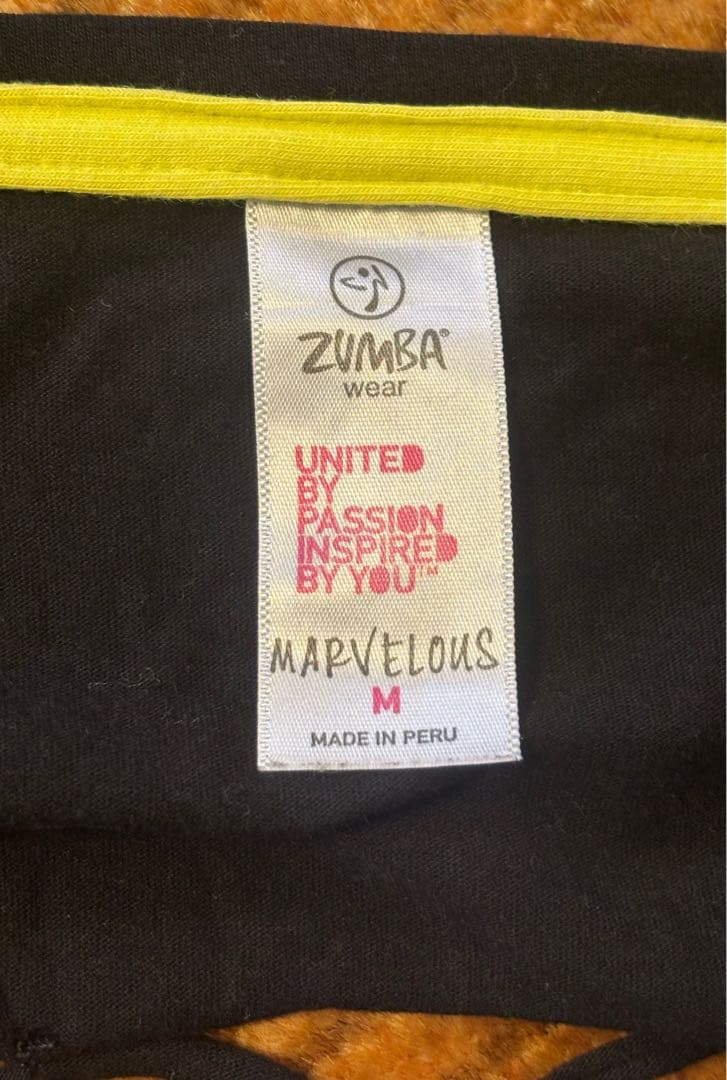 ZUMBA®
wear
UNITED
BY
PASSION
INSPIRED
BY YOU™
MARVELOUS
M
MADE IN PERU